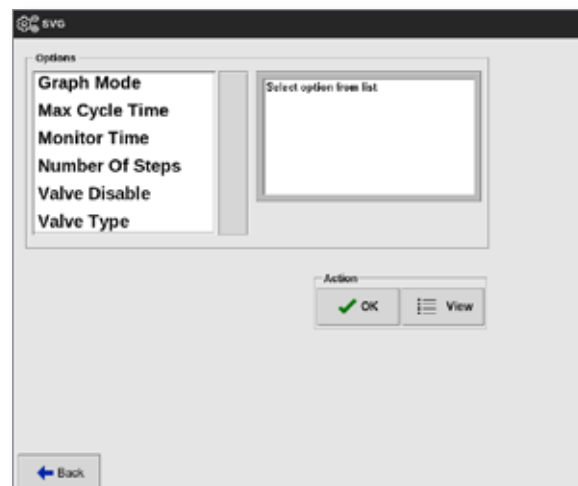 SVG
Options
Graph Mode
Max Cycle Time
Monitor Time
Number Of Steps
Valve Disable
Valve Type
Select option from list
Action
OK
View
Back